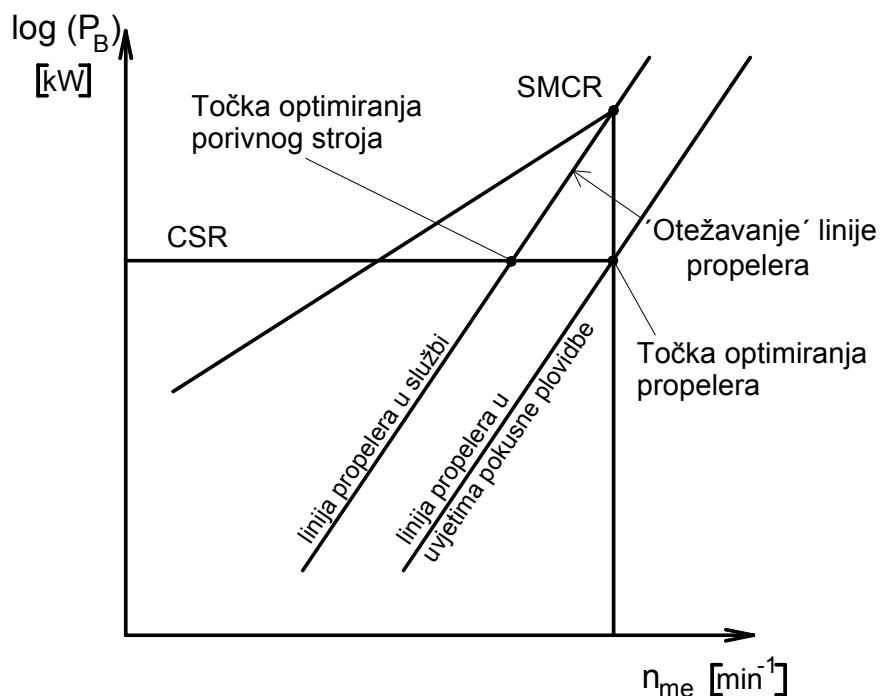 log (P_B)
[kW]
SMCR
Točka optimiranja
porivnog stroja
CSR
´Otežavanje´ linije
propelera
Točka optimiranja
propelera
linija propelera u službi
linija propelera u
uvjetima pokusne plovidbe
n_me [min⁻¹]